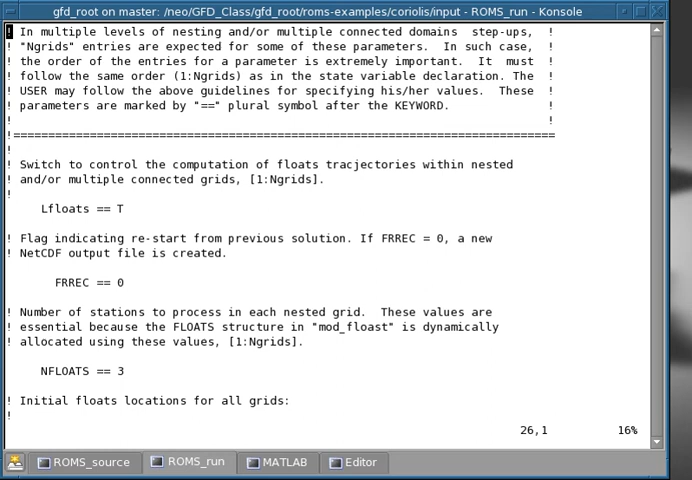 gfd_root on master: /neo/GFD_Class/gfd_root/roms-examples/coriolis/input - ROMS_run - Konsole
! In multiple levels of nesting and/or multiple connected domains  step-ups,  !
! "Ngrids" entries are expected for some of these parameters.  In such case,  !
! the order of the entries for a parameter is extremely important.  It  must  !
! follow the same order (1:Ngrids) as in the state variable declaration. The  !
! USER may follow the above guidelines for specifying his/her values.  These  !
! parameters are marked by "==" plural symbol after the KEYWORD.              !
!                                                                             !
!==============================================================================
!
! Switch to control the computation of floats tracjectories within nested
! and/or multiple connected grids, [1:Ngrids].
!
     Lfloats == T
! Flag indicating re-start from previous solution. If FRREC = 0, a new
! NetCDF output file is created.
       FRREC == 0
! Number of stations to process in each nested grid.  These values are
! essential because the FLOATS structure in "mod_floast" is dynamically
! allocated using these values, [1:Ngrids].
     NFLOATS == 3
! Initial floats locations for all grids:
!
26,1          16%
ROMS_source ROMS_run MATLAB Editor